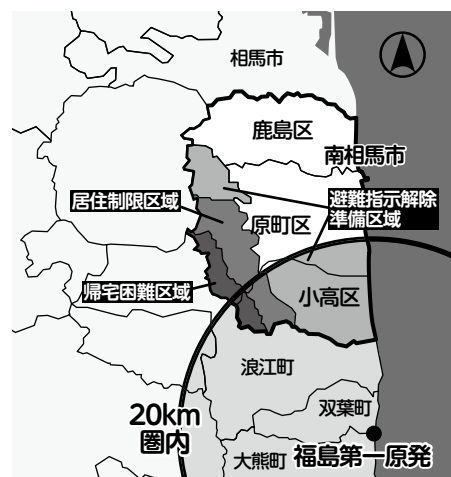 相馬市
鹿島区
南相馬市
居住制限区域
避難指示解除
準備区域
原町区
帰宅困難区域
小高区
浪江町
20km
圏内
双葉町
大熊町
福島第一原発